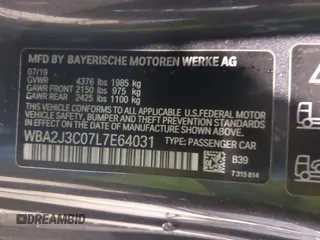 MFD BY BAYERISCHE MOTOREN WERKE AG
07/19
GVWR 4376 lbs 1985 kg
GAWR FRONT 2150 lbs 975 kg
GAWR REAR 2425 lbs 1100 kg
THIS VEHICLE CONFORMS TO ALL APPLICABLE
FEDERAL MOTOR VEHICLE SAFETY,
BUMPER, AND THEFT PREVENTION STANDARDS
IN EFFECT ON THE DATE OF
MANUFACTURE SHOWN ABOVE.
WBA2J3C07L7E64031 TYPE: PASSENGER CAR
B39
7 315 814
DREAMBID